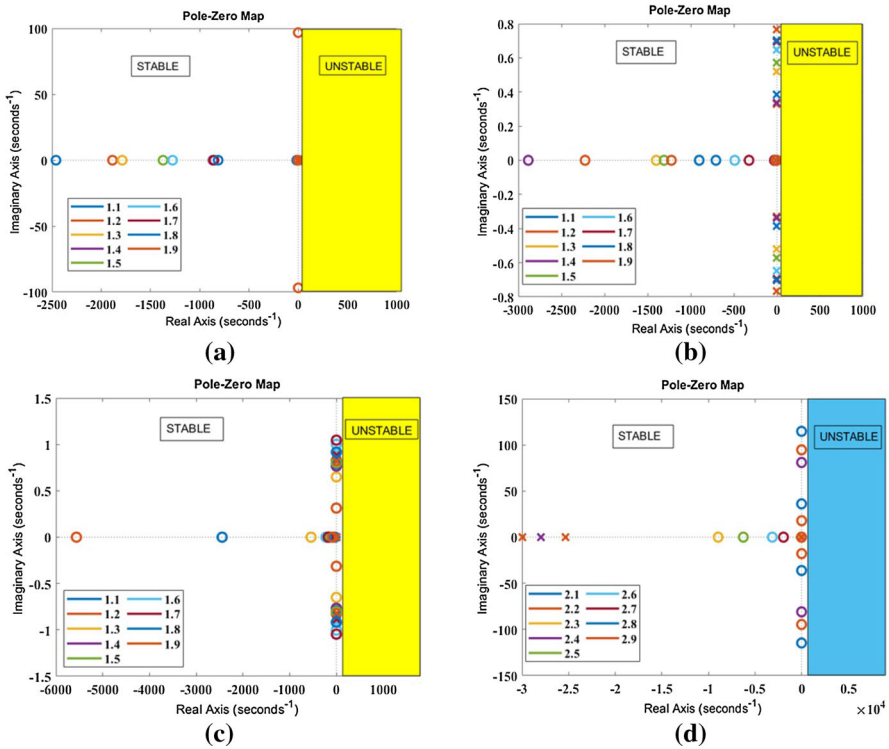 Pole-Zero Map
STABLE
UNSTABLE
Imaginary Axis (seconds⁻¹)
100
50
0
-50
-100
1.1 1.6
1.2 1.7
1.3 1.8
1.4 1.9
1.5
-2500 -2000 -1500 -1000 -500 0 500 1000
Real Axis (seconds⁻¹)
(a)
Pole-Zero Map
STABLE
UNSTABLE
Imaginary Axis (seconds⁻¹)
0.8
0.6
0.4
0.2
0
-0.2
-0.4
-0.6
-0.8
1.1 1.6
1.2 1.7
1.3 1.8
1.4 1.9
1.5
-3000 -2500 -2000 -1500 -1000 -500 0 500 1000
Real Axis (seconds⁻¹)
(b)
Pole-Zero Map
STABLE
UNSTABLE
Imaginary Axis (seconds⁻¹)
1.5
1
0.5
0
-0.5
-1
-1.5
1.1 1.6
1.2 1.7
1.3 1.8
1.4 1.9
1.5
-6000 -5000 -4000 -3000 -2000 -1000 0 1000
Real Axis (seconds⁻¹)
(c)
Pole-Zero Map
STABLE
UNSTABLE
Imaginary Axis (seconds⁻¹)
150
100
50
0
-50
-100
-150
2.1 2.6
2.2 2.7
2.3 2.8
2.4 2.9
2.5
-3 -2.5 -2 -1.5 -1 -0.5 0 0.5
×10⁴
Real Axis (seconds⁻¹)
(d)